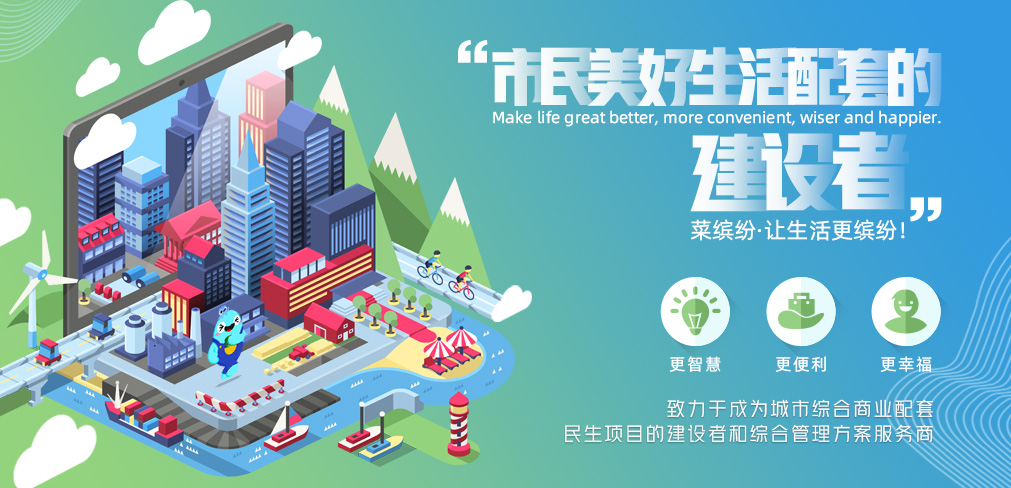 “市民美好生活配套的
Make life great better, more convenient, wiser and happier.
建设者”
菜缤纷·让生活更缤纷!
更智慧
更便利
更幸福
致力于成为城市综合商业配套
民生项目的建设者和综合管理方案服务商